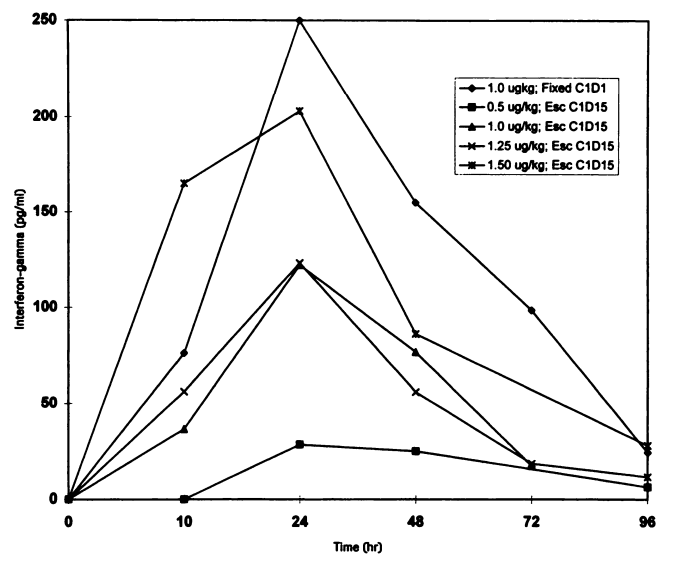 250
200
150
100
50
0
Interferon-gamma (pg/ml)
1.0 ugkg; Fixed C1D1
0.5 ug/kg; Esc C1D15
1.0 ug/kg; Esc C1D15
1.25 ug/kg; Esc C1D15
1.50 ug/kg; Esc C1D15
0 10 24 48 72 96
Time (hr)